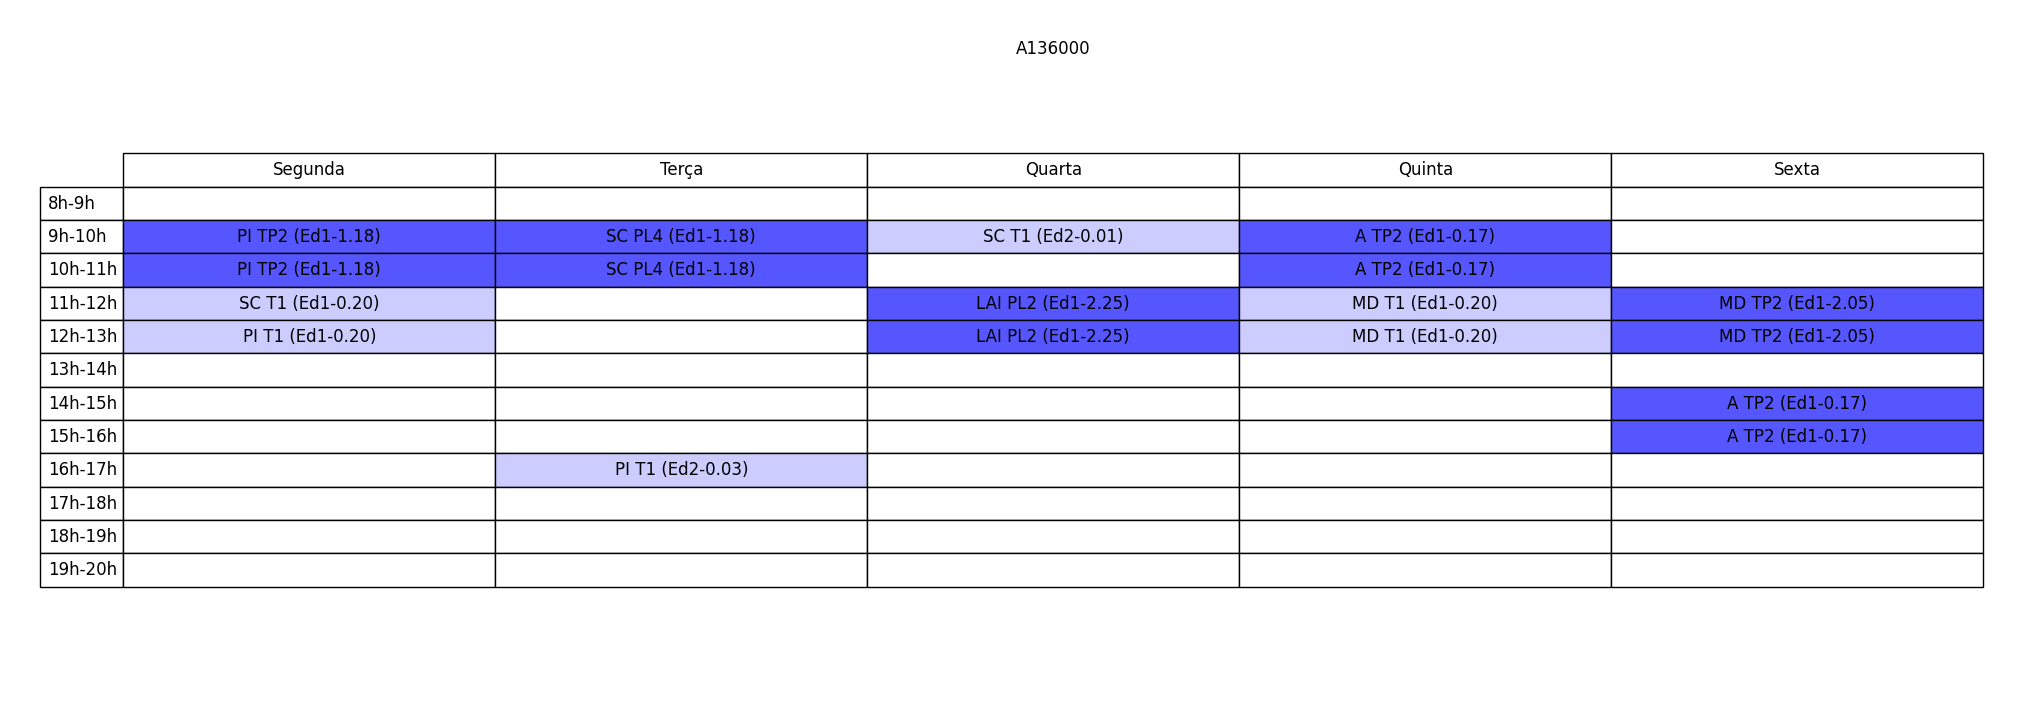 A136000
Segunda Terça Quarta Quinta Sexta
8h-9h
9h-10h PI TP2 (Ed1-1.18) SC PL4 (Ed1-1.18) SC T1 (Ed2-0.01) A TP2 (Ed1-0.17)
10h-11h PI TP2 (Ed1-1.18) SC PL4 (Ed1-1.18) A TP2 (Ed1-0.17)
11h-12h SC T1 (Ed1-0.20) LAI PL2 (Ed1-2.25) MD T1 (Ed1-0.20) MD TP2 (Ed1-2.05)
12h-13h PI T1 (Ed1-0.20) LAI PL2 (Ed1-2.25) MD T1 (Ed1-0.20) MD TP2 (Ed1-2.05)
13h-14h
14h-15h A TP2 (Ed1-0.17)
15h-16h A TP2 (Ed1-0.17)
16h-17h PI T1 (Ed2-0.03)
17h-18h
18h-19h
19h-20h